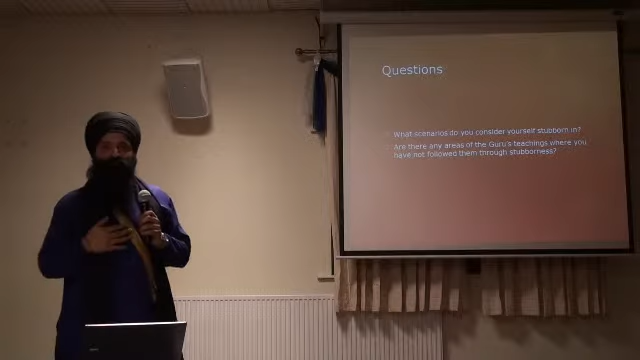 Questions
What scenarios do you consider yourself stubborn in?
Are there any areas of the Guru's teachings where you
have not followed them through stubborness?